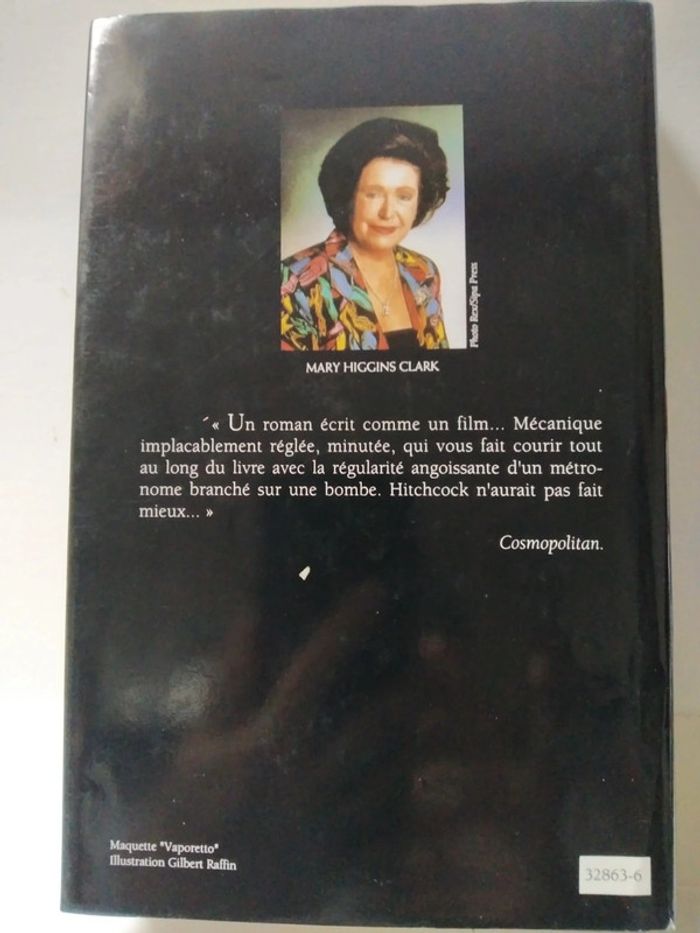 Photo Rex/Sipa Press
MARY HIGGINS CLARK
« Un roman écrit comme un film... Mécanique
implacablement réglée, minutée, qui vous fait courir tout
au long du livre avec la régularité angoissante d'un métro-
nome branché sur une bombe. Hitchcock n'aurait pas fait
mieux... »
Cosmopolitan.
Maquette "Vaporetto"
Illustration Gilbert Raffin
32863-6